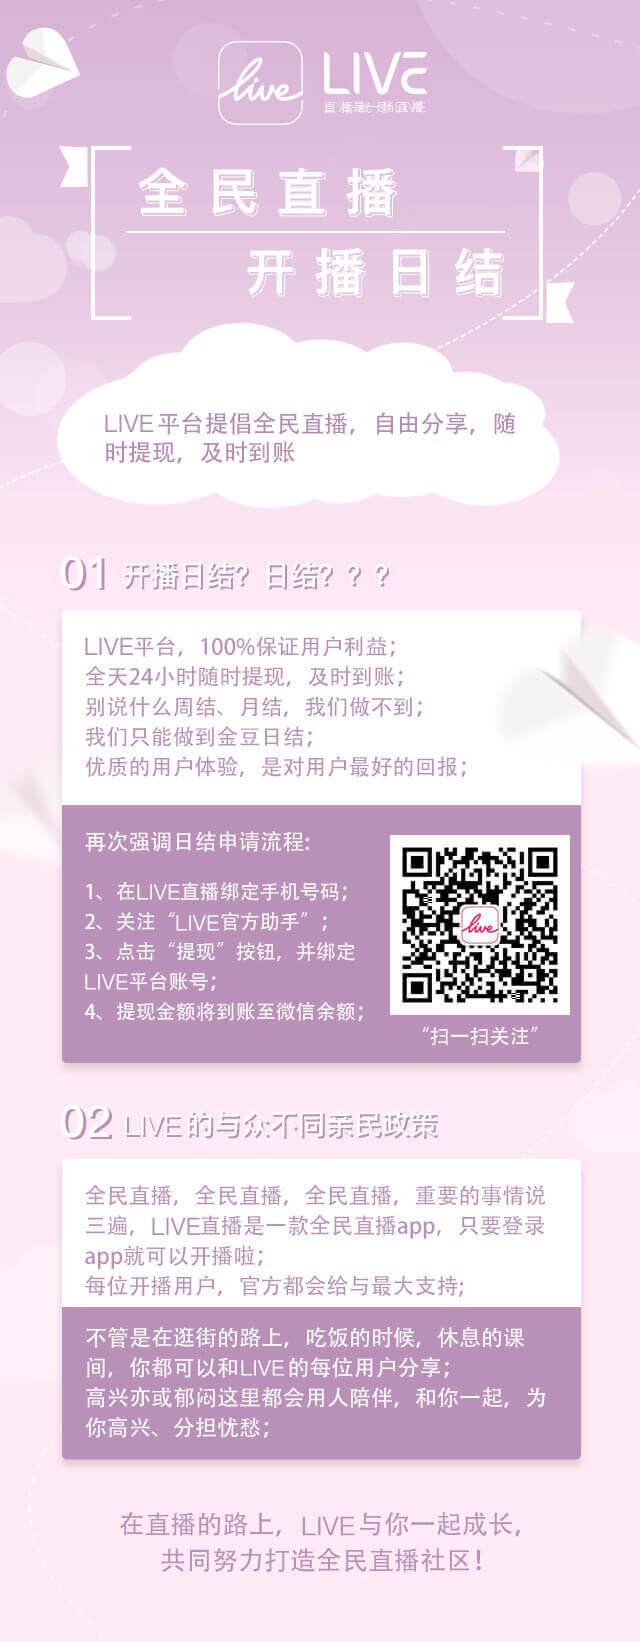 live
LIVE
直播就一场直播
全民直播
开播日结
LIVE平台提倡全民直播，自由分享，随
时提现，及时到账
01 开播日结？日结？？？
LIVE平台，100%保证用户利益；
全天24小时随时提现，及时到账；
别说什么周结、月结，我们做不到；
我们只能做到金豆日结；
优质的用户体验，是对用户最好的回报；
再次强调日结申请流程:
1、在LIVE直播绑定手机号码；
2、关注“LIVE官方助手”；
3、点击“提现”按钮，并绑定
LIVE平台账号；
4、提现金额将到账至微信余额；
live
“扫一扫关注”
02 LIVE的与众不同亲民政策
全民直播，全民直播，全民直播，重要的事情说
三遍，LIVE直播是一款全民直播app，只要登录
app就可以开播啦；
每位开播用户，官方都会给与最大支持;
不管是在逛街的路上，吃饭的时候，休息的课
间，你都可以和LIVE的每位用户分享；
高兴亦或郁闷这里都会用人陪伴，和你一起，为
你高兴、分担忧愁；
在直播的路上，LIVE与你一起成长，
共同努力打造全民直播社区！